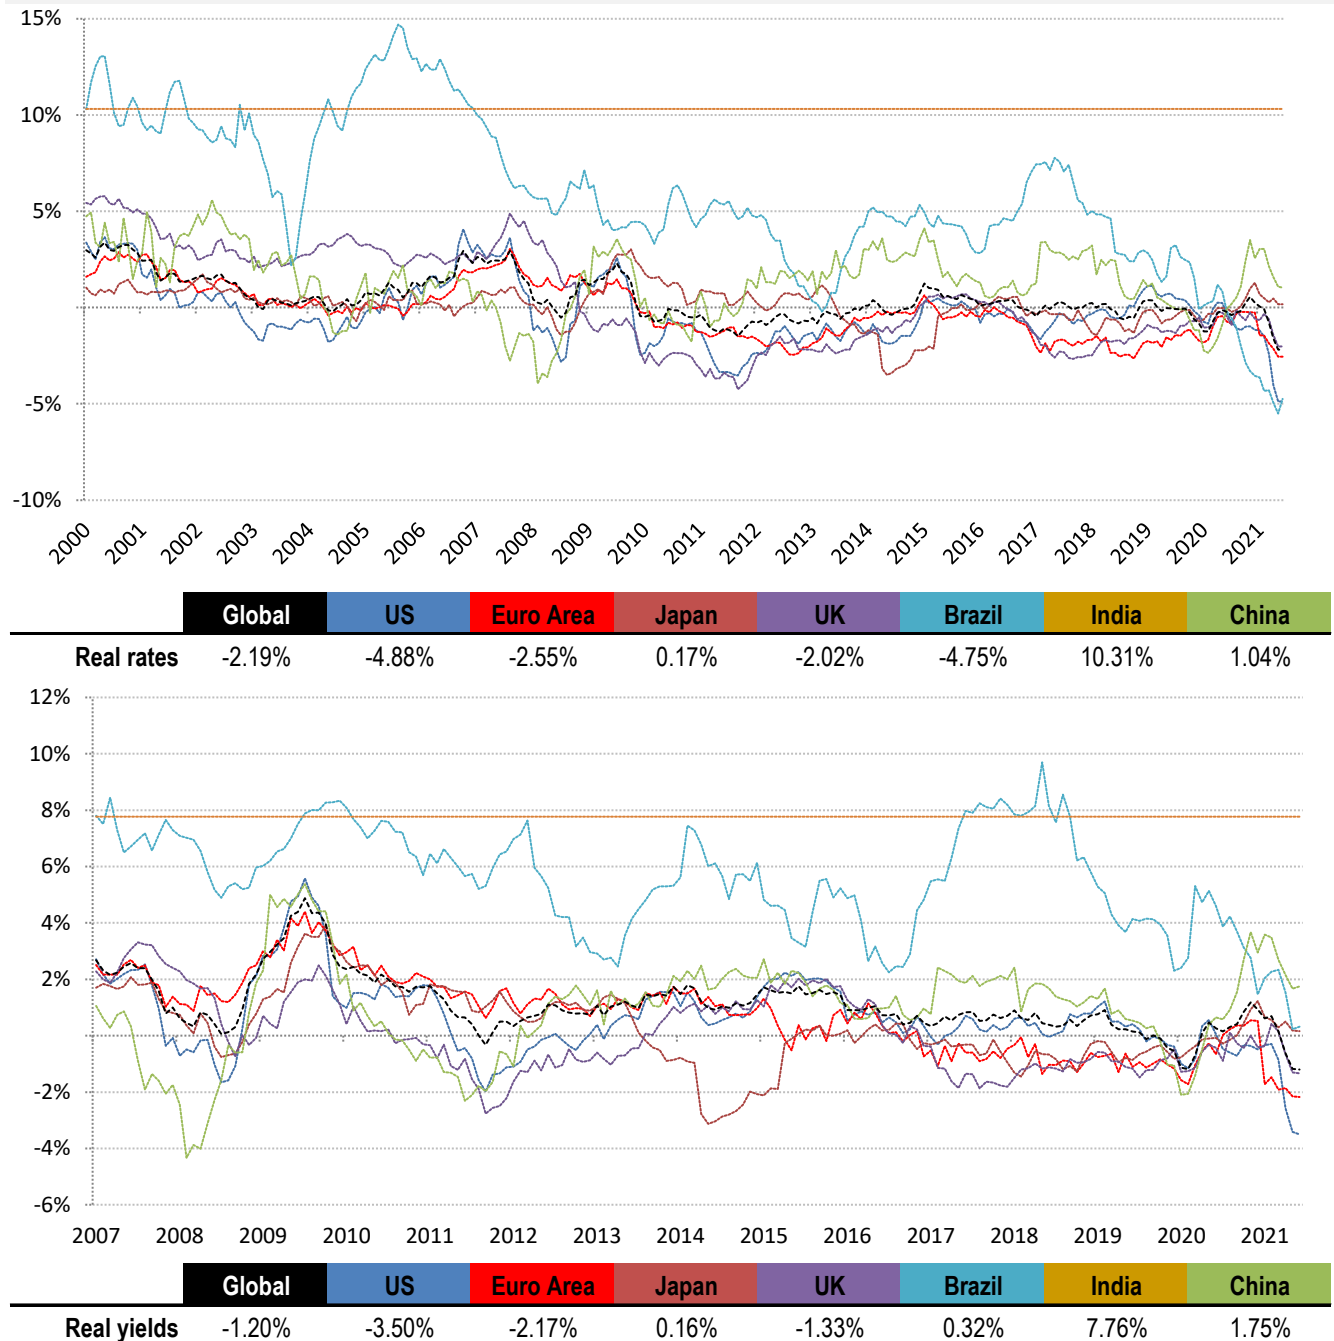 15%
10%
5%
0%
-5%
-10%
2000 2001 2002 2003 2004 2005 2006 2007 2008 2009 2010 2011 2012 2013 2014 2015 2016 2017 2018 2019 2020 2021
Global US Euro Area Japan UK Brazil India China
Real rates -2.19% -4.88% -2.55% 0.17% -2.02% -4.75% 10.31% 1.04%
12%
10%
8%
6%
4%
2%
0%
-2%
-4%
-6%
2007 2008 2009 2010 2011 2012 2013 2014 2015 2016 2017 2018 2019 2020 2021
Global US Euro Area Japan UK Brazil India China
Real yields -1.20% -3.50% -2.17% 0.16% -1.33% 0.32% 7.76% 1.75%